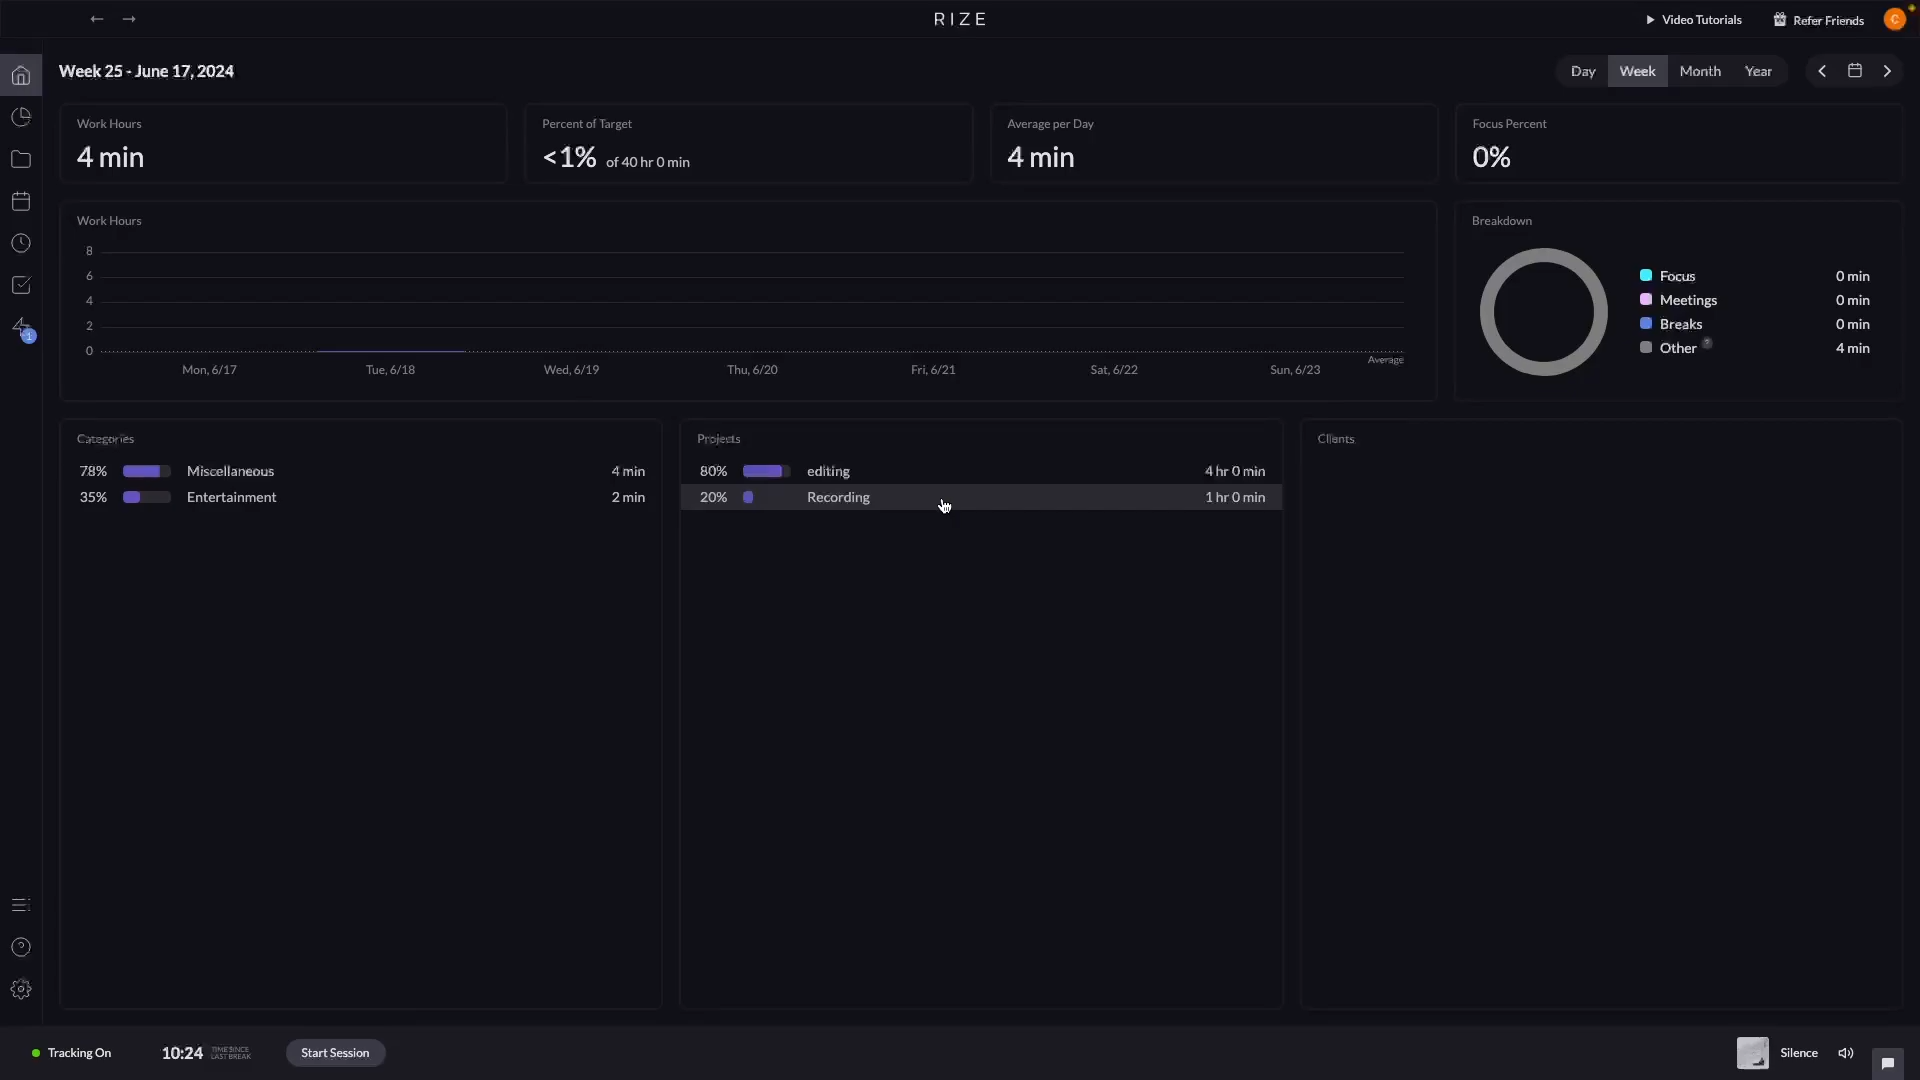 RIZE
Video Tutorials
Refer Friends
C
Week 25 - June 17, 2024
Day
Week
Month
Year
Work Hours
4 min
Percent of Target
<1% of 40 hr 0 min
Average per Day
4 min
Focus Percent
0%
Work Hours
8
6
4
2
0
Average
Mon, 6/17
Tue, 6/18
Wed, 6/19
Thu, 6/20
Fri, 6/21
Sat, 6/22
Sun, 6/23
Breakdown
Focus 0 min
Meetings 0 min
Breaks 0 min
Other ? 4 min
1
Categories
78% Miscellaneous 4 min
35% Entertainment 2 min
Projects
80% editing 4 hr 0 min
20% Recording 1 hr 0 min
Clients
?
Tracking On
10:24
TIME SINCE
LAST BREAK
Start Session
Silence